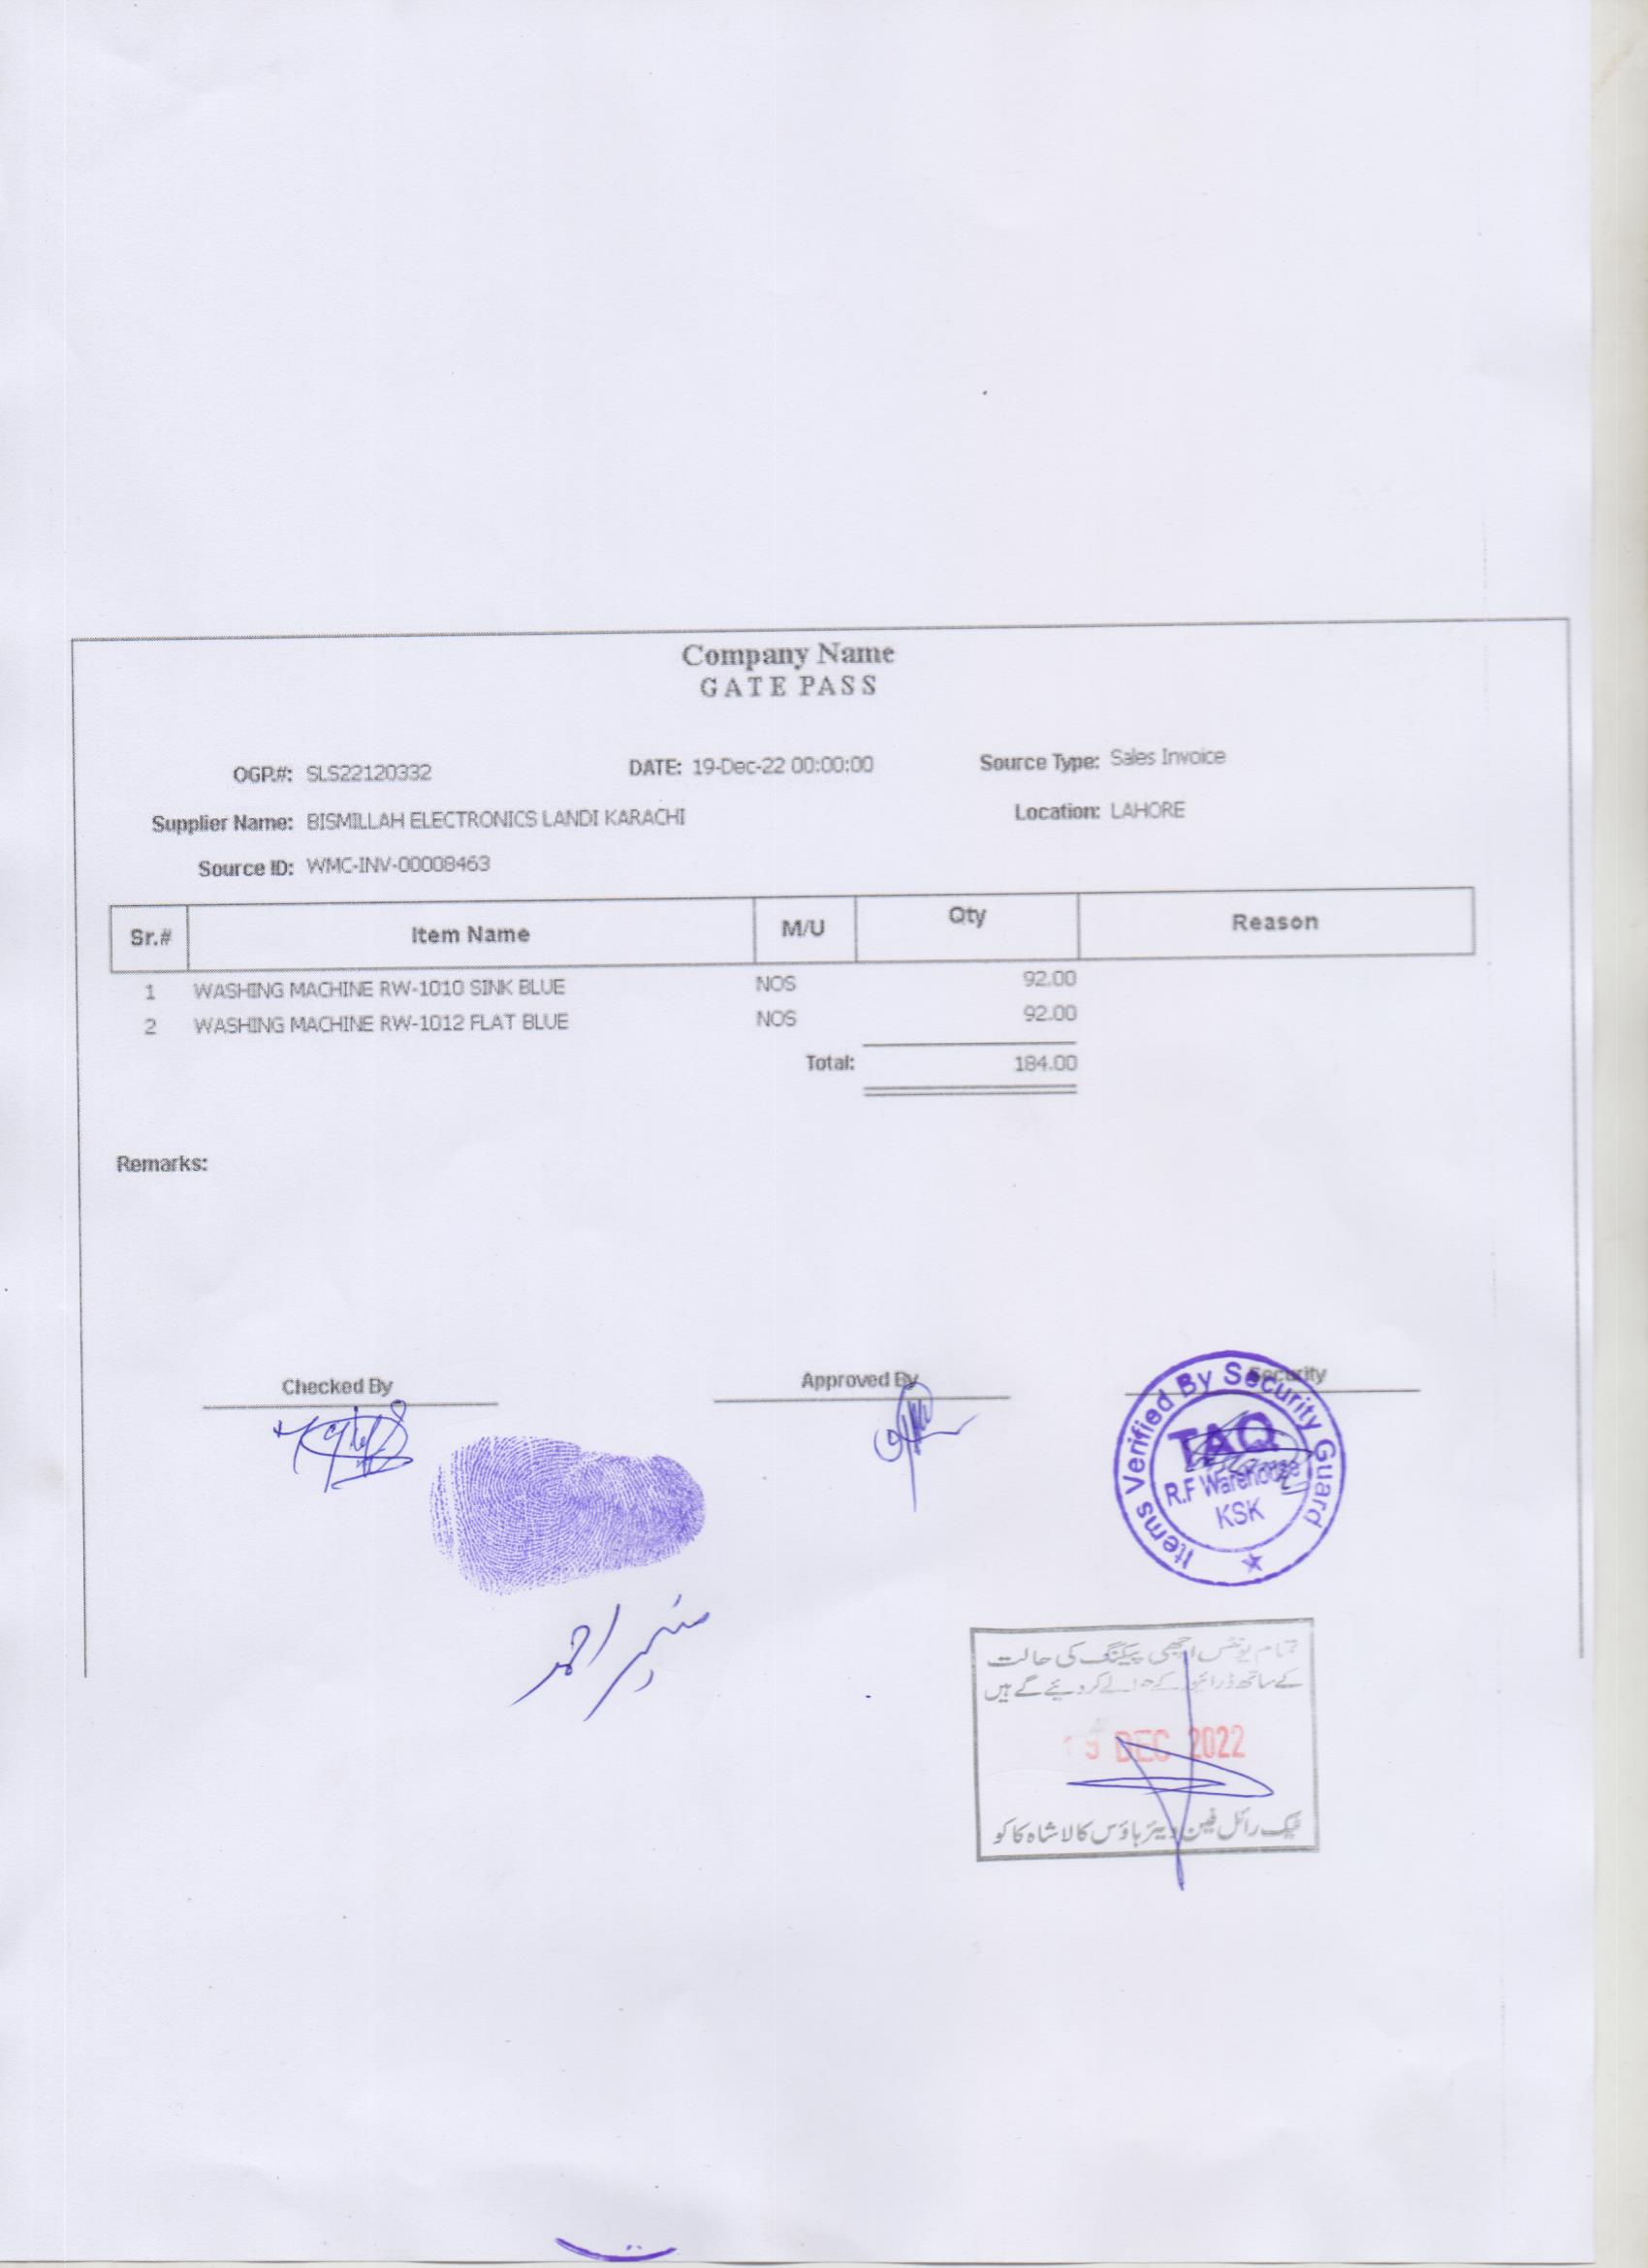 Company Name
GATE PASS
OGP.#: SLS22120332 DATE: 19-Dec-22 00:00:00 Source Type: Sales Invoice
Supplier Name: BISMILLAH ELECTRONICS LANDI KARACHI Location: LAHORE
Source ID: WMC-INV-00008463
Sr.# Item Name M/U Qty Reason
1 WASHING MACHINE RW-1010 SINK BLUE NOS 92.00
2 WASHING MACHINE RW-1012 FLAT BLUE NOS 92.00
Total: 184.00
Remarks:
Checked By Approved By Security
Items Verified By Security Guard
TAQ
R.F Warehouse
KSK
احمد
تمام یونٹس اچھی پیکنگ کی حالت
کے ساتھ ڈرائیور کے حوالے کر دیئے گے ہیں
19 DEC 2022
ٹیک رائل فین ویئر ہاؤس کالا شاہ کاکو